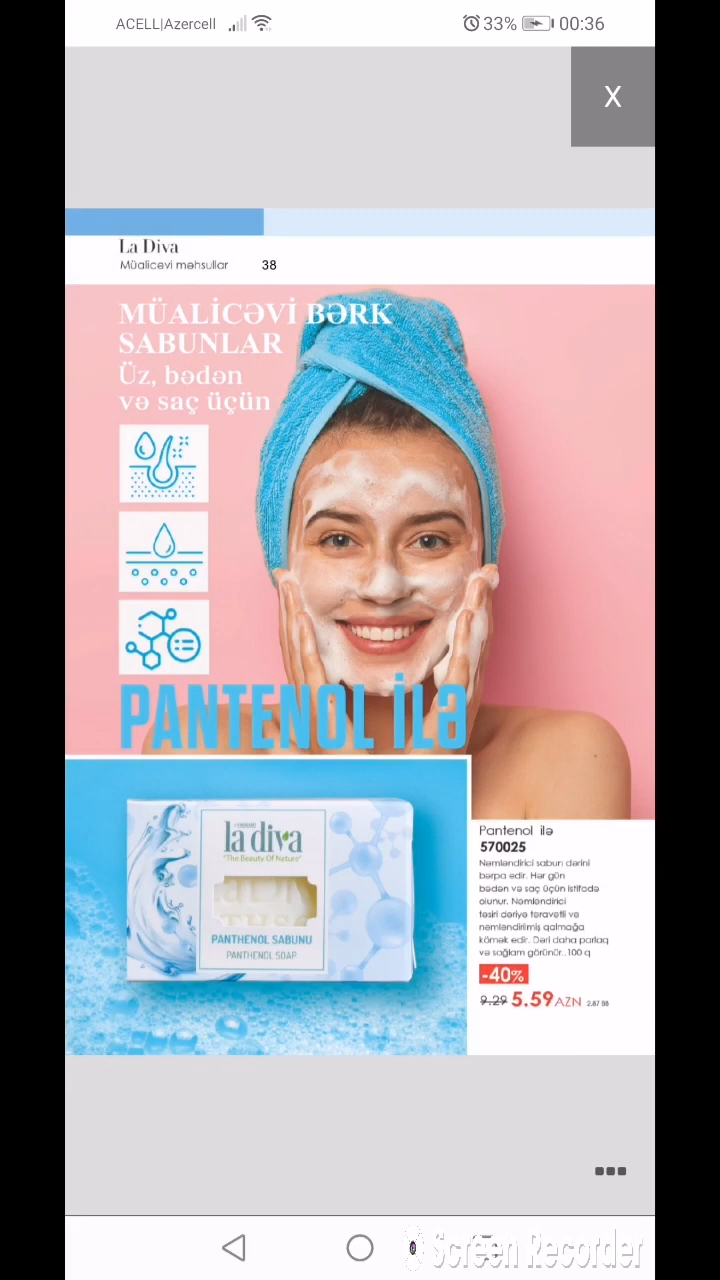 ACELL|Azercell 33% 00:36
X
La Diva
Müalicəvi məhsullar 38
MÜALİCƏVİ BƏRK
SABUNLAR
Üz, bədən
və saç üçün
PANTENOL İLƏ
la diva
"The Beauty Of Nature"
PANTHENOL SABUNU
PANTHENOL SOAP
Pantenol ilə
570025
Nəmləndirici sabun dərini
bərpa edir. Hər gün
bədən və saç üçün istifadə
olunur. Nəmləndirici
təsiri dəriyə təravətli və
nəmləndirilmiş qalmağa
kömək edir. Dəri daha parlaq
və sağlam görünür..100 q
-40%
9.29 5.59 AZN 2.87 BB
Screen Recorder